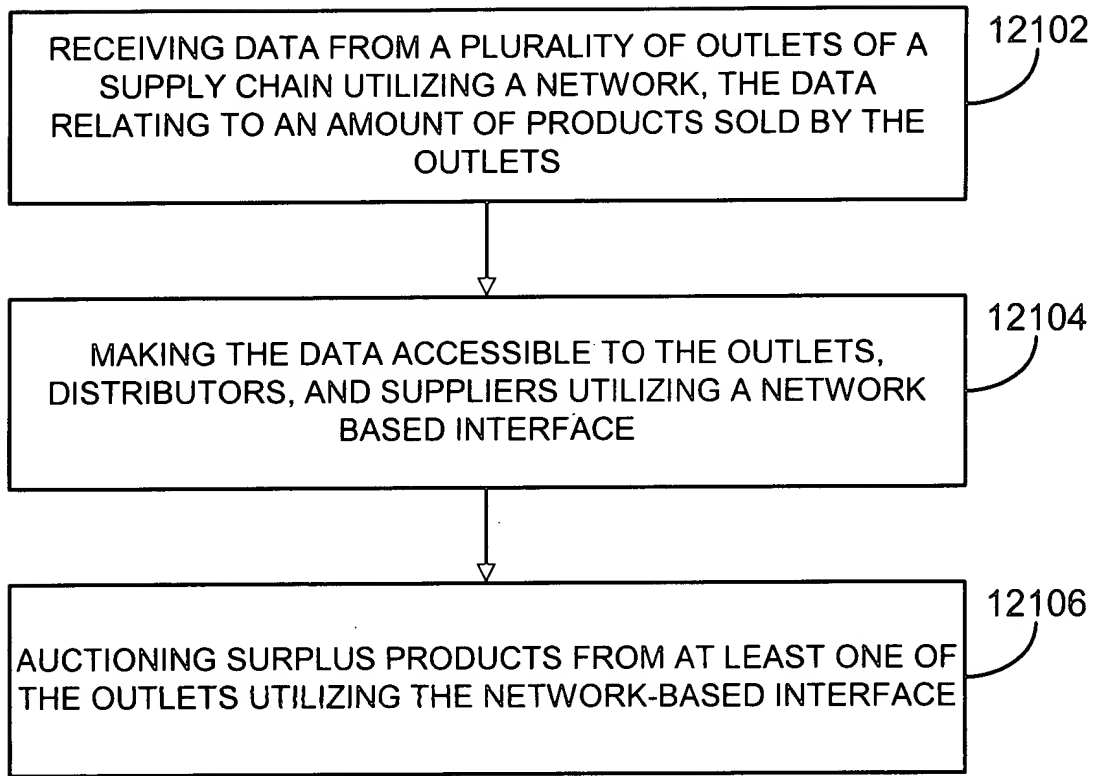 RECEIVING DATA FROM A PLURALITY OF OUTLETS OF A
SUPPLY CHAIN UTILIZING A NETWORK, THE DATA
RELATING TO AN AMOUNT OF PRODUCTS SOLD BY THE
OUTLETS
12102
MAKING THE DATA ACCESSIBLE TO THE OUTLETS,
DISTRIBUTORS, AND SUPPLIERS UTILIZING A NETWORK
BASED INTERFACE
12104
AUCTIONING SURPLUS PRODUCTS FROM AT LEAST ONE OF
THE OUTLETS UTILIZING THE NETWORK-BASED INTERFACE
12106